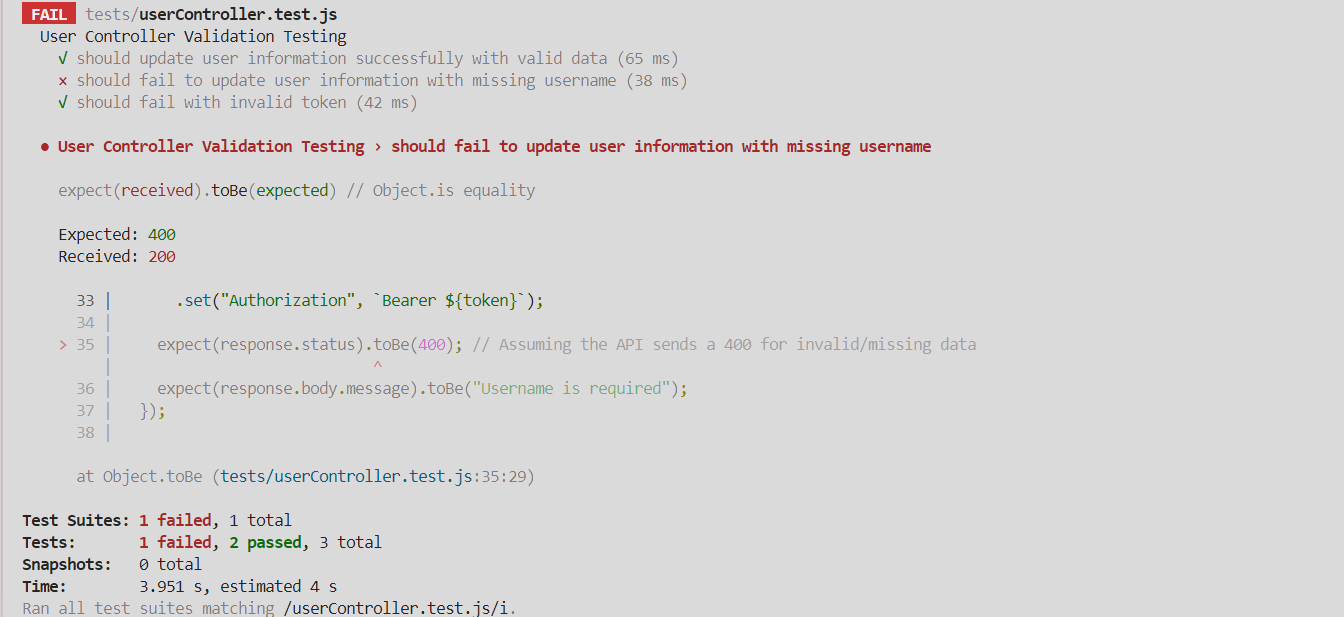 FAIL tests/userController.test.js
User Controller Validation Testing
√ should update user information successfully with valid data (65 ms)
× should fail to update user information with missing username (38 ms)
√ should fail with invalid token (42 ms)
● User Controller Validation Testing › should fail to update user information with missing username
expect(received).toBe(expected) // Object.is equality
Expected: 400
Received: 200
33 |       .set("Authorization", `Bearer ${token}`);
34 |
> 35 |     expect(response.status).toBe(400); // Assuming the API sends a 400 for invalid/missing data
|                             ^
36 |     expect(response.body.message).toBe("Username is required");
37 |   });
38 |
at Object.toBe (tests/userController.test.js:35:29)
Test Suites: 1 failed, 1 total
Tests:       1 failed, 2 passed, 3 total
Snapshots:   0 total
Time:        3.951 s, estimated 4 s
Ran all test suites matching /userController.test.js/i.